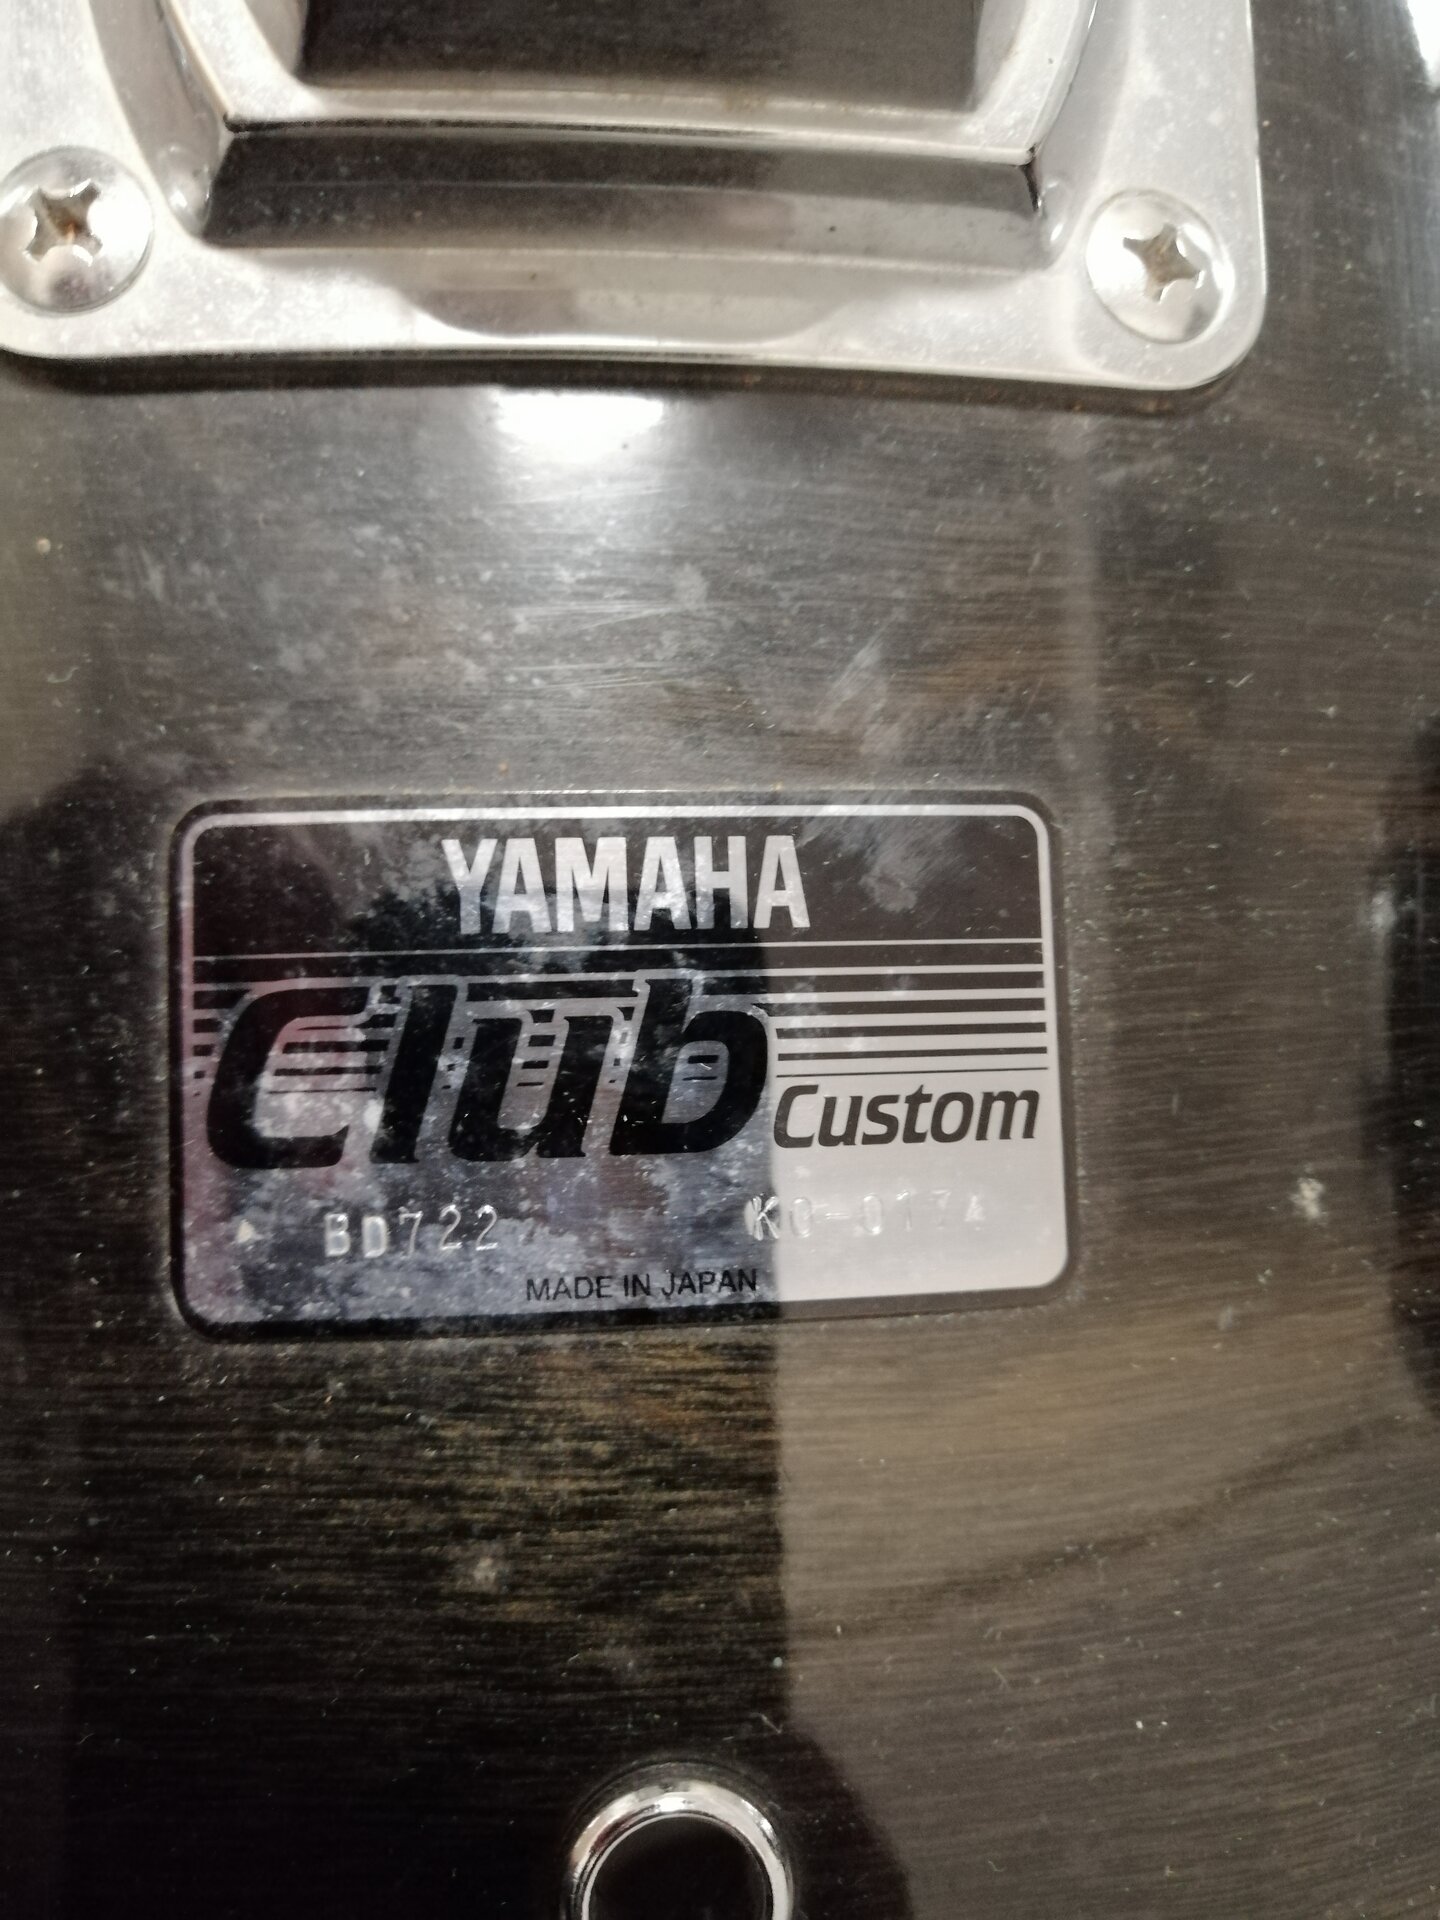 YAMAHA
Club Custom
BD722
MADE IN JAPAN